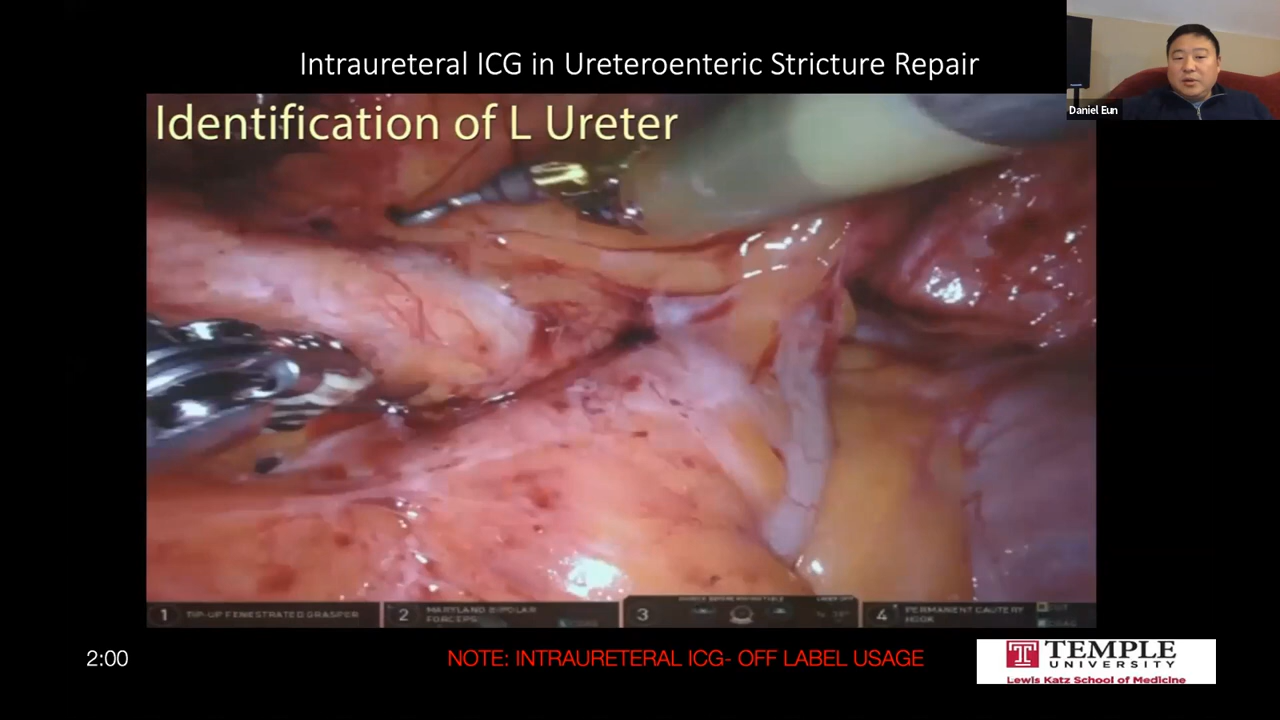 Intraureteral ICG in Ureteroenteric Stricture Repair
Daniel Eun
Identification of L Ureter
1 TIP-UP FENESTRATED GRASPER
2 MARYLAND BIPOLAR FORCEPS
3
4 PERMANENT CAUTERY HOOK
2:00
NOTE: INTRAURETERAL ICG- OFF LABEL USAGE
T TEMPLE
UNIVERSITY
Lewis Katz School of Medicine